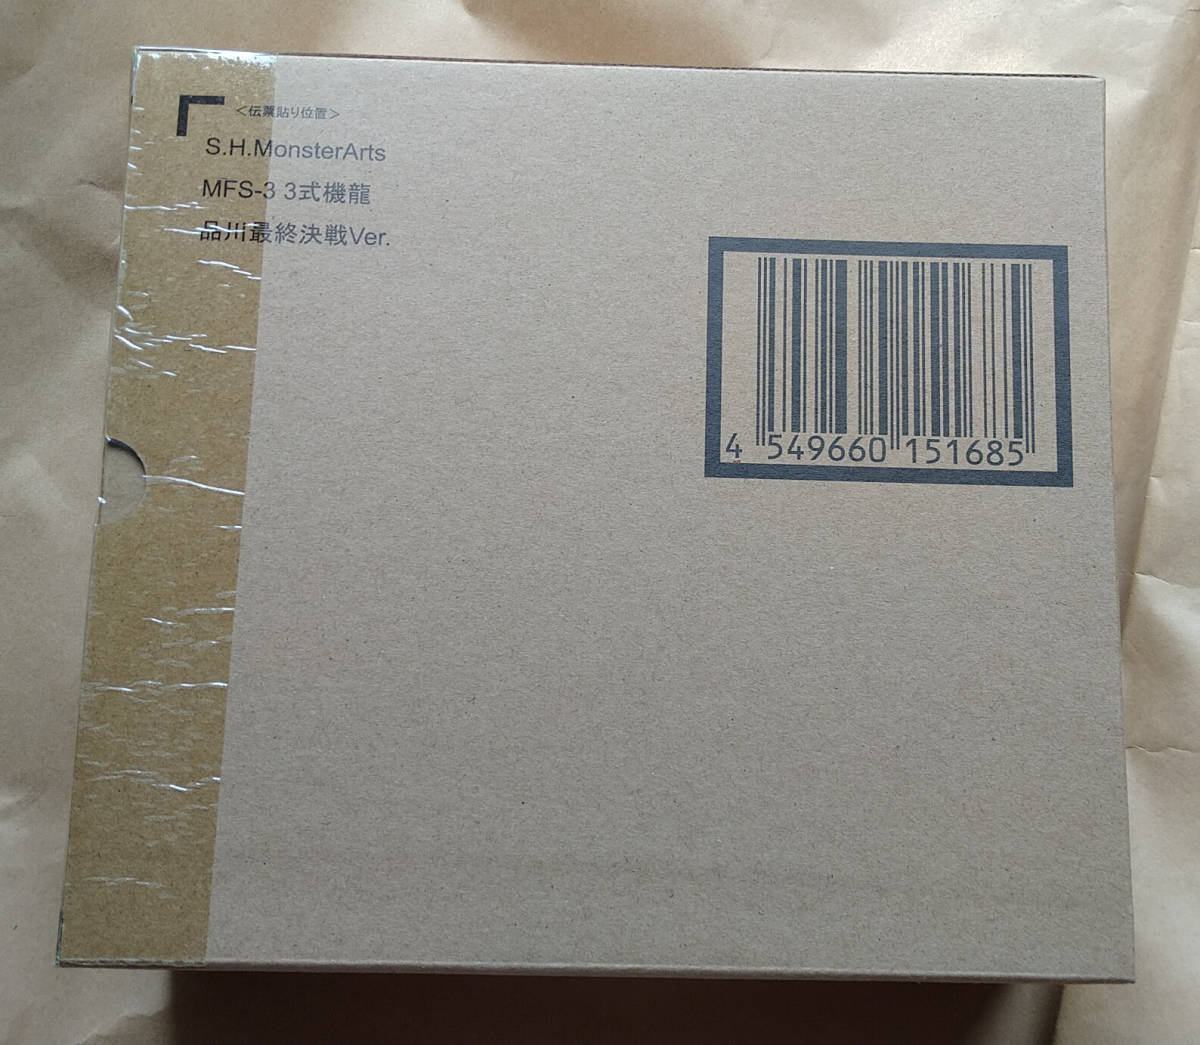 <伝票貼り位置>
S.H.MonsterArts
MFS-3 3式機龍
品川最終決戦Ver.
4 549660 151685